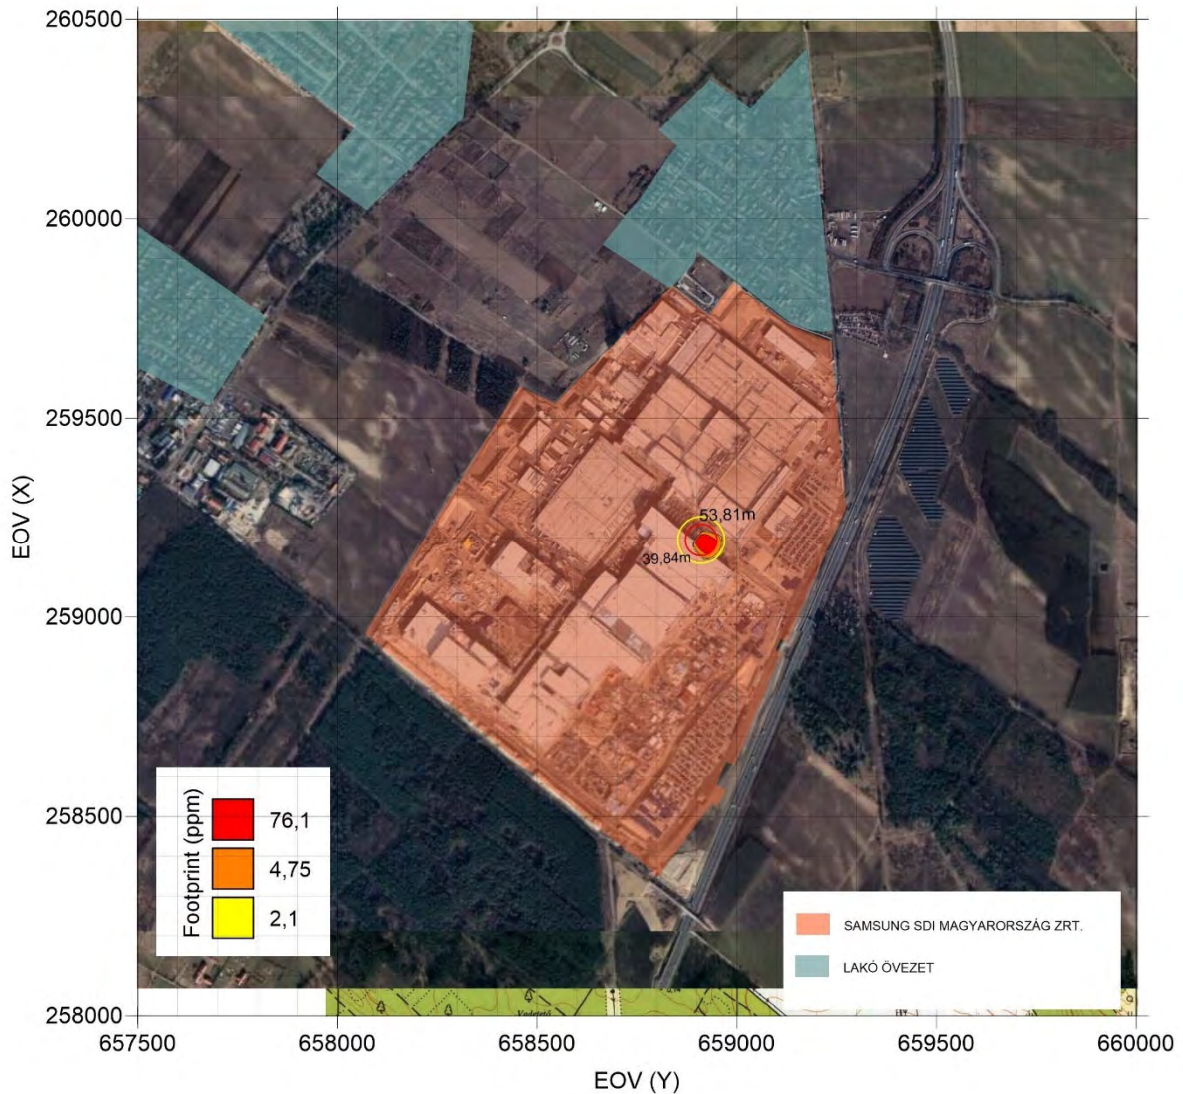 260500
260000
259500
259000
258500
258000
EOV (X)
53,81m
39,84m
Footprint (ppm)
76,1
4,75
2,1
SAMSUNG SDI MAGYARORSZÁG ZRT.
LAKÓ ÖVEZET
657500
658000
658500
659000
659500
660000
EOV (Y)